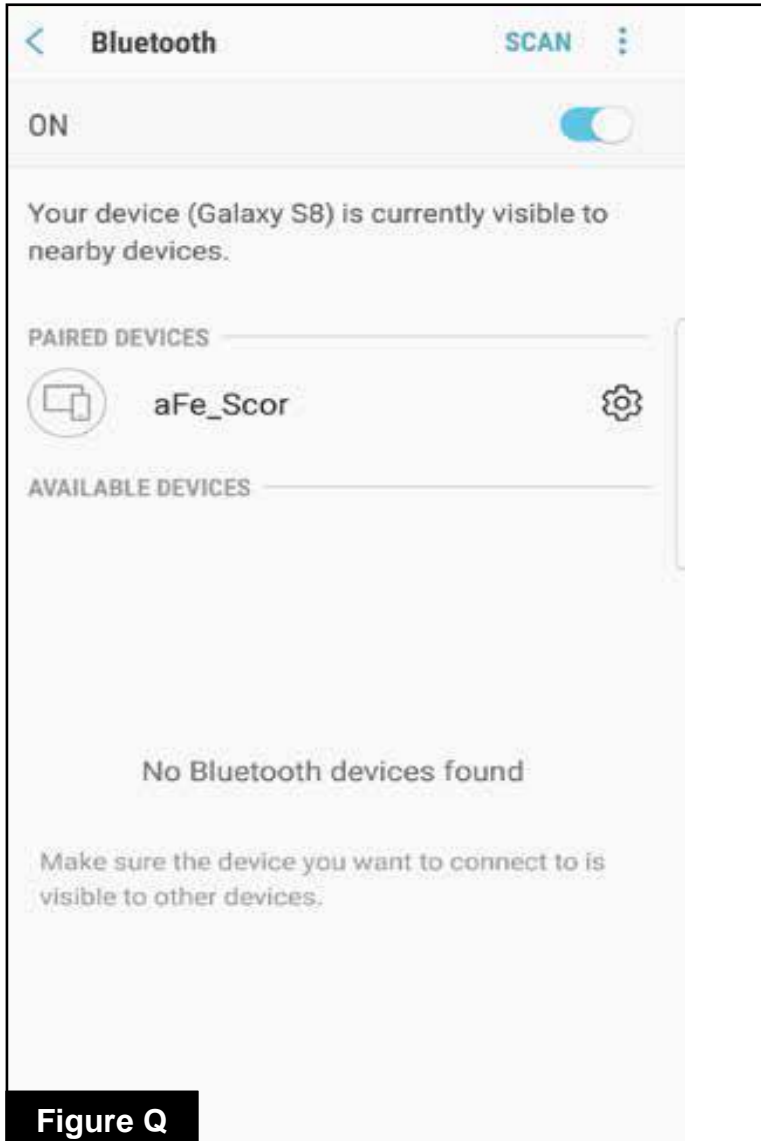 Bluetooth SCAN
ON
Your device (Galaxy S8) is currently visible to
nearby devices.
PAIRED DEVICES
aFe_Scor
AVAILABLE DEVICES
No Bluetooth devices found
Make sure the device you want to connect to is
visible to other devices.
Figure Q